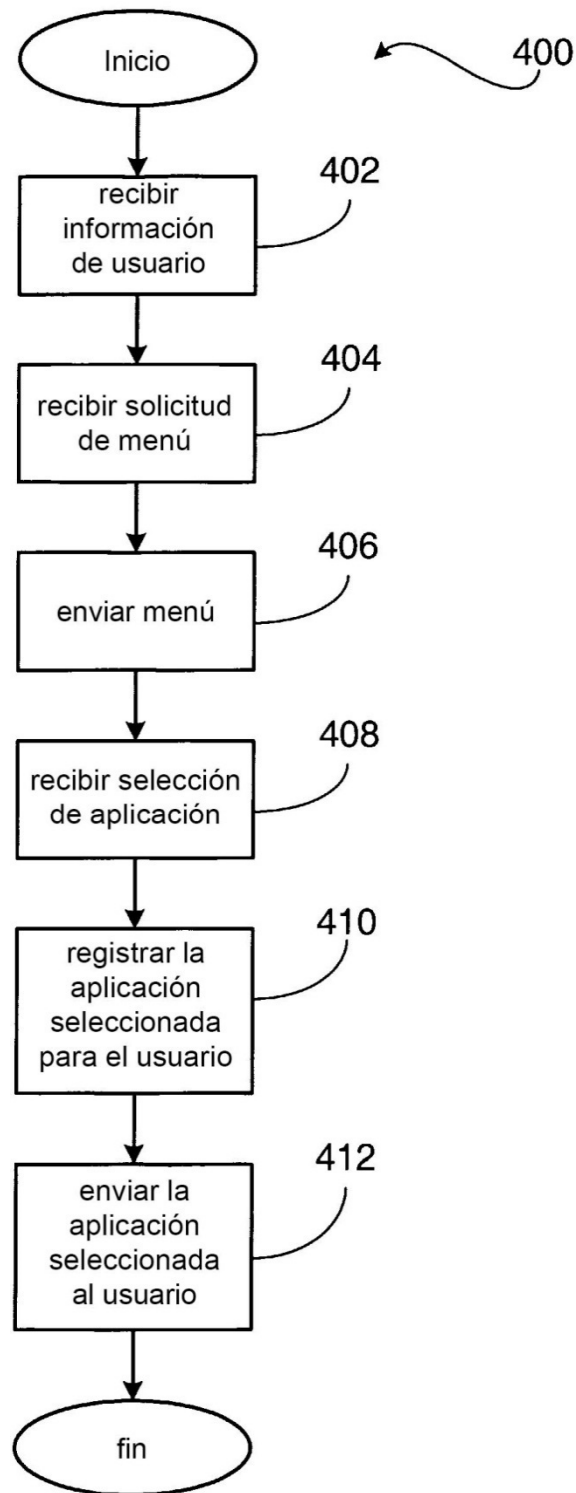 Inicio
400
402
recibir
información
de usuario
404
recibir solicitud
de menú
406
enviar menú
408
recibir selección
de aplicación
410
registrar la
aplicación
seleccionada
para el usuario
412
enviar la
aplicación
seleccionada
al usuario
fin